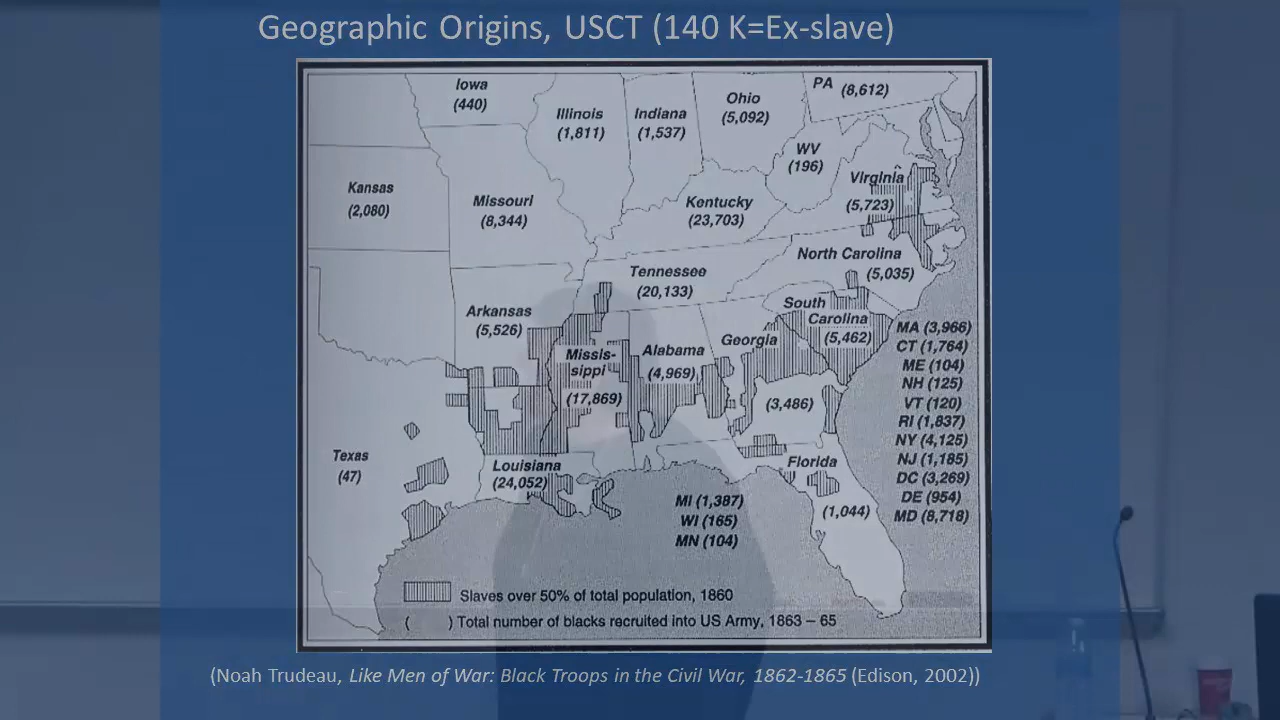 Geographic Origins, USCT (140 K=Ex-slave)
Iowa
(440)
Illinois
(1,811)
Indiana
(1,537)
Ohio
(5,092)
PA (8,612)
WV
(196)
Virginia
(5,723)
Kansas
(2,080)
Missouri
(8,344)
Kentucky
(23,703)
North Carolina
(5,035)
Tennessee
(20,133)
Arkansas
(5,526)
South
Carolina
(5,462)
Missis-
sippi
(17,869)
Alabama
(4,969)
Georgia
(3,486)
Texas
(47)
Louisiana
(24,052)
Florida
(1,044)
MA (3,966)
CT (1,764)
ME (104)
NH (125)
VT (120)
RI (1,837)
NY (4,125)
NJ (1,185)
DC (3,269)
DE (954)
MD (8,718)
MI (1,387)
WI (165)
MN (104)
Slaves over 50% of total population, 1860
( ) Total number of blacks recruited into US Army, 1863 – 65
(Noah Trudeau, Like Men of War: Black Troops in the Civil War, 1862-1865 (Edison, 2002))